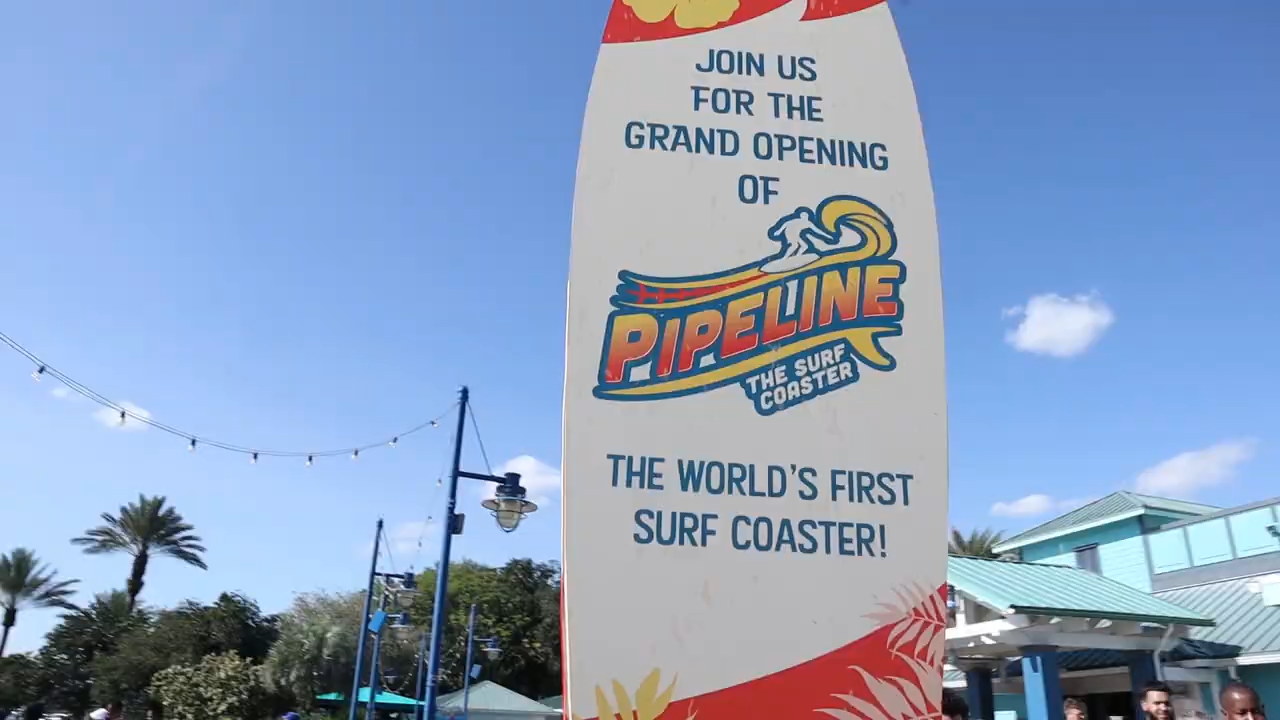 JOIN US
FOR THE
GRAND OPENING
OF
PIPELINE
THE SURF
COASTER
THE WORLD'S FIRST
SURF COASTER!